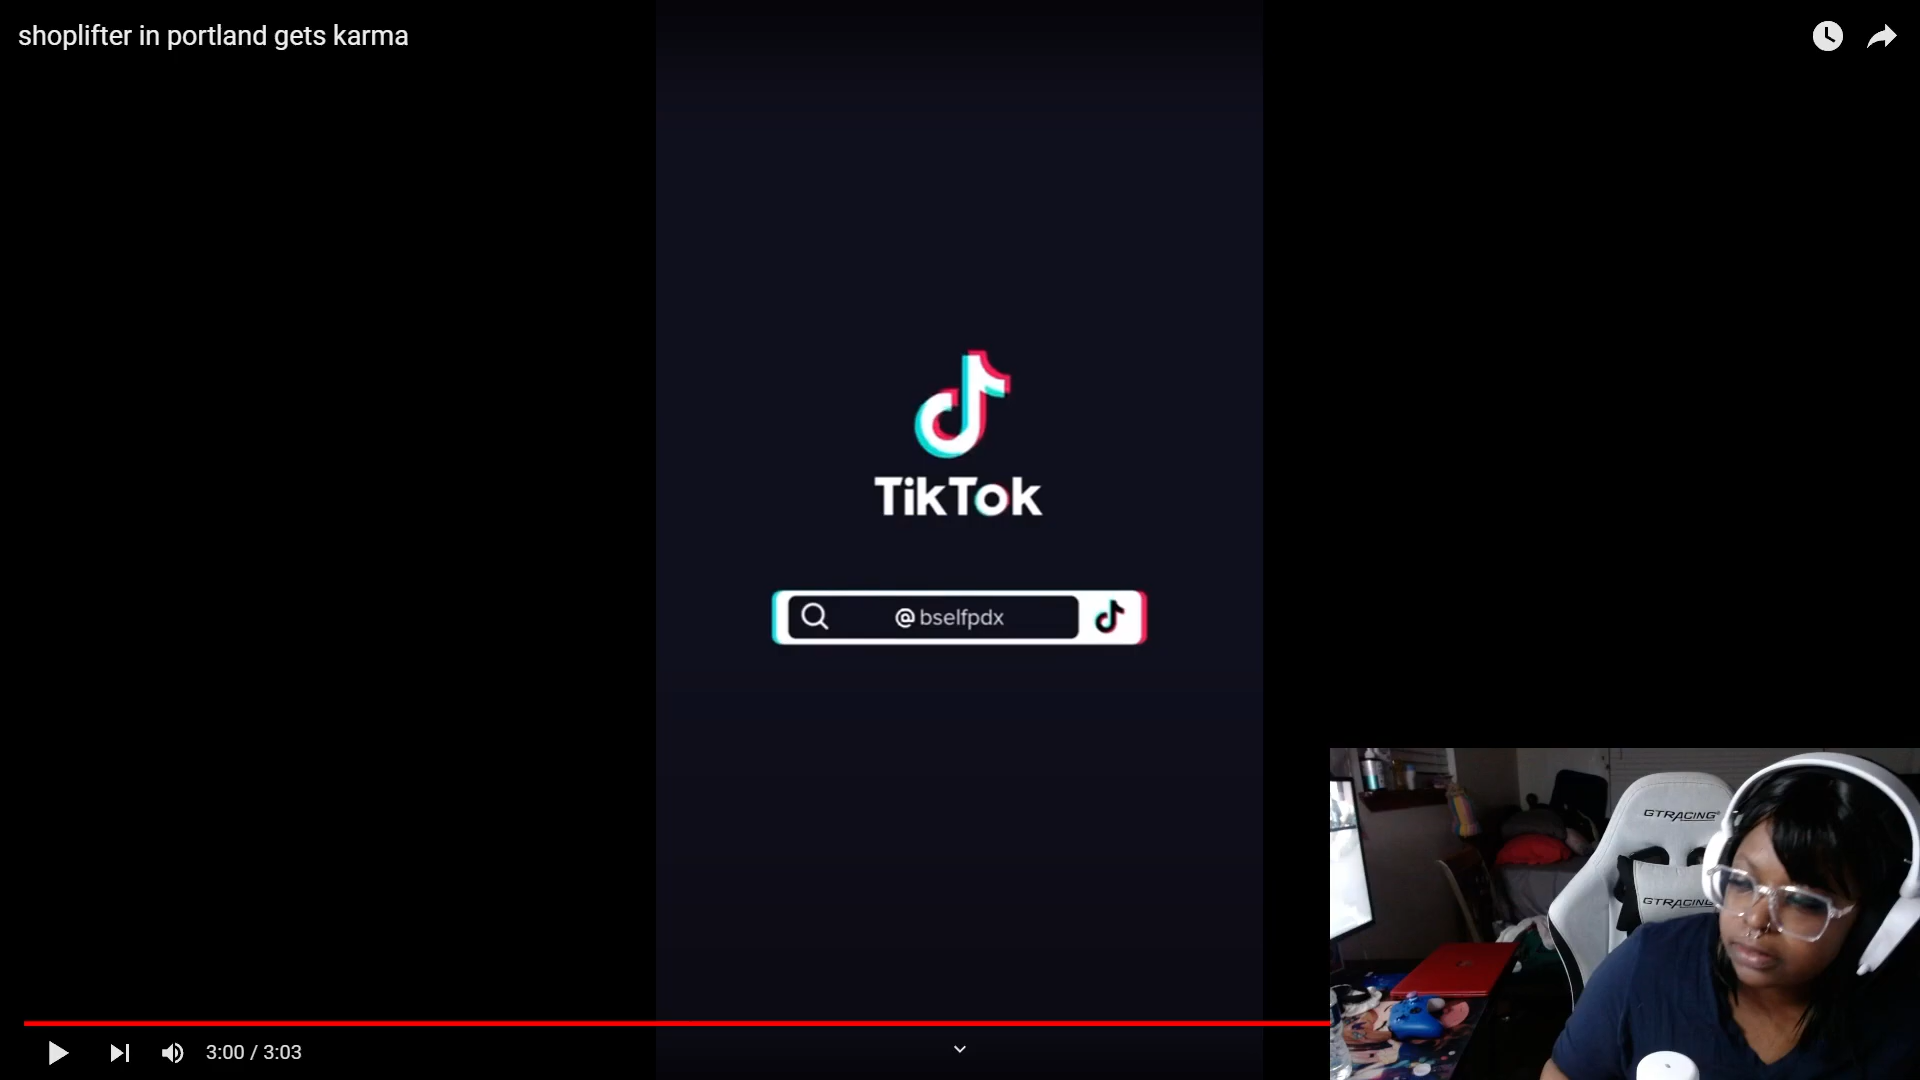 shoplifter in portland gets karma
TikTok
@bselfpdx
GTRACING
GTRACING
3:00 / 3:03